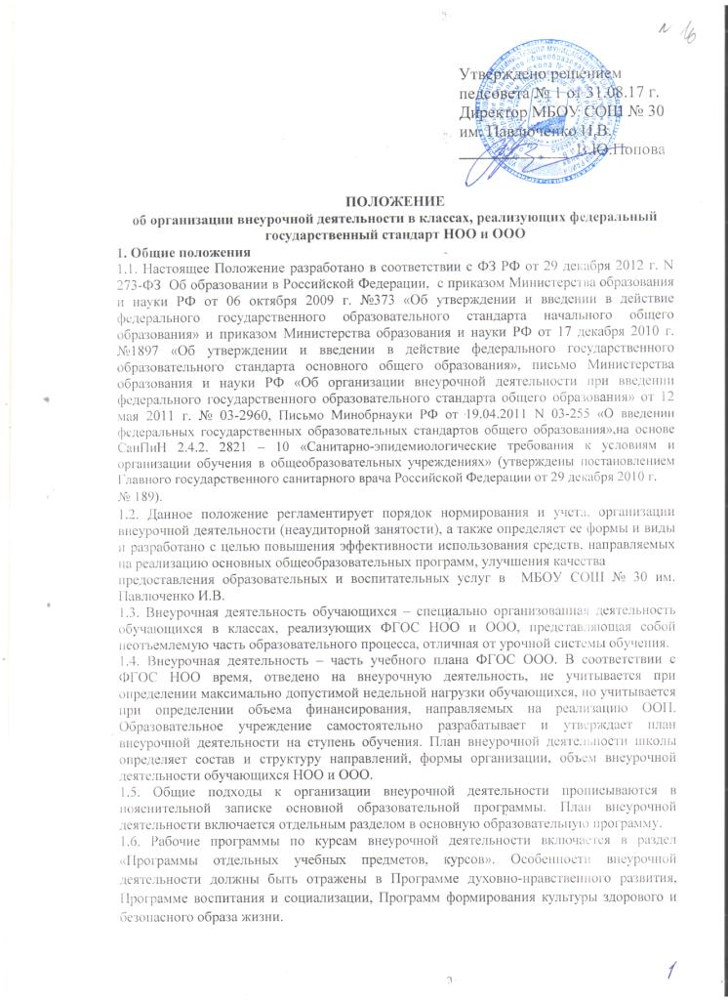 N 16
Утверждено решением
педсовета № 1 от 31.08.17 г.
Директор МБОУ СОШ № 30
им. Павлюченко И.В.
В.Ю.Попова
ПОЛОЖЕНИЕ
об организации внеурочной деятельности в классах, реализующих федеральный
государственный стандарт НОО и ООО
1. Общие положения
1.1. Настоящее Положение разработано в соответствии с ФЗ РФ от 29 декабря 2012 г. N
273-ФЗ Об образовании в Российской Федерации, с приказом Министерства образования
и науки РФ от 06 октября 2009 г. №373 «Об утверждении и введении в действие
федерального государственного образовательного стандарта начального общего
образования» и приказом Министерства образования и науки РФ от 17 декабря 2010 г.
№1897 «Об утверждении и введении в действие федерального государственного
образовательного стандарта основного общего образования», письмо Министерства
образования и науки РФ «Об организации внеурочной деятельности при введении
федерального государственного образовательного стандарта общего образования» от 12
мая 2011 г. № 03-2960, Письмо Минобрнауки РФ от 19.04.2011 N 03-255 «О введении
федеральных государственных образовательных стандартов общего образования»,на основе
СанПиН 2.4.2. 2821 – 10 «Санитарно-эпидемиологические требования к условиям и
организации обучения в общеобразовательных учреждениях» (утверждены постановлением
Главного государственного санитарного врача Российской Федерации от 29 декабря 2010 г.
№ 189).
1.2. Данное положение регламентирует порядок нормирования и учета, организации
внеурочной деятельности (неаудиторной занятости), а также определяет ее формы и виды
и разработано с целью повышения эффективности использования средств, направляемых
на реализацию основных общеобразовательных программ, улучшения качества
предоставления образовательных и воспитательных услуг в МБОУ СОШ № 30 им.
Павлюченко И.В.
1.3. Внеурочная деятельность обучающихся – специально организованная деятельность
обучающихся в классах, реализующих ФГОС НОО и ООО, представляющая собой
неотъемлемую часть образовательного процесса, отличная от урочной системы обучения.
1.4. Внеурочная деятельность – часть учебного плана ФГОС ООО. В соответствии с
ФГОС НОО время, отведено на внеурочную деятельность, не учитывается при
определении максимально допустимой недельной нагрузки обучающихся, но учитывается
при определении объема финансирования, направляемых на реализацию ООП.
Образовательное учреждение самостоятельно разрабатывает и утверждает план
внеурочной деятельности на ступень обучения. План внеурочной деятельности школы
определяет состав и структуру направлений, формы организации, объем внеурочной
деятельности обучающихся НОО и ООО.
1.5. Общие подходы к организации внеурочной деятельности прописываются в
пояснительной записке основной образовательной программы. План внеурочной
деятельности включается отдельным разделом в основную образовательную программу.
1.6. Рабочие программы по курсам внеурочной деятельности включается в раздел
«Программы отдельных учебных предметов, курсов». Особенности внеурочной
деятельности должны быть отражены в Программе духовно-нравственного развития,
Программе воспитания и социализации, Программ формирования культуры здорового и
безопасного образа жизни.
1